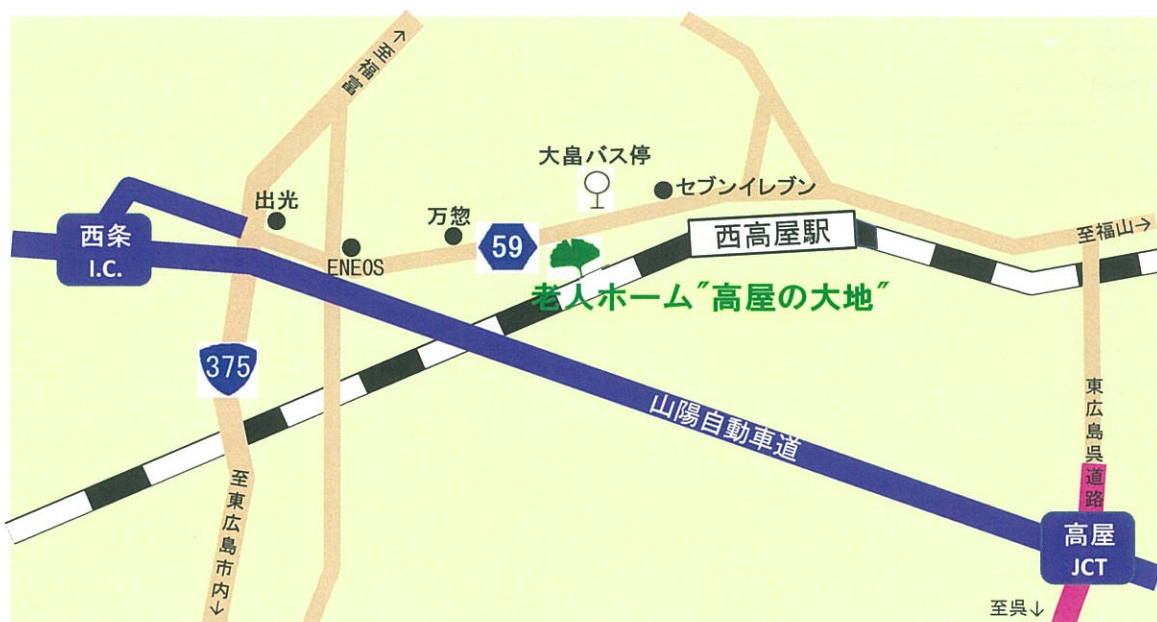 ↑至福富
大畠バス停
セブンイレブン
出光
万惣
西条
I.C.
59
ENEOS
西高屋駅
至福山→
老人ホーム"高屋の大地"
375
山陽自動車道
東広島呉道路
至東広島市内↓
高屋
JCT
至呉↓